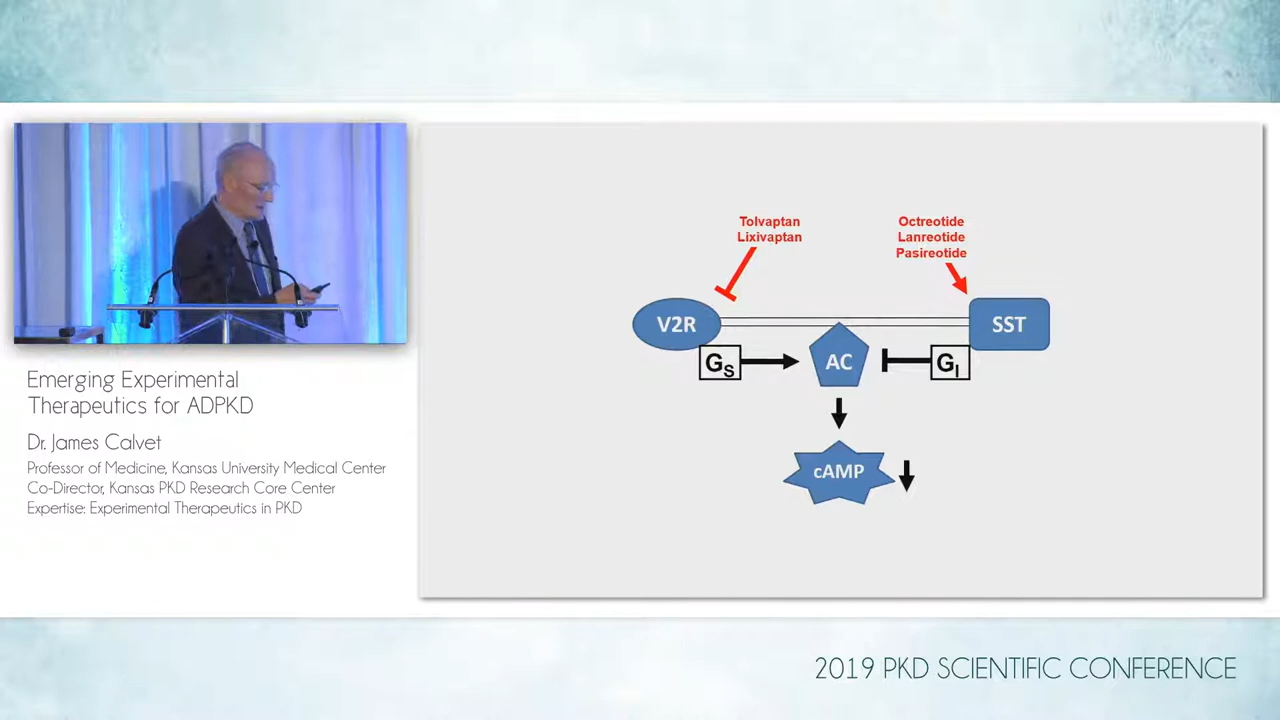 Tolvaptan
Lixivaptan
Octreotide
Lanreotide
Pasireotide
V2R
SST
GS
AC
GI
cAMP
Emerging Experimental
Therapeutics for ADPKD
Dr. James Calvet
Professor of Medicine, Kansas University Medical Center
Co-Director, Kansas PKD Research Core Center
Expertise: Experimental Therapeutics in PKD
2019 PKD SCIENTIFIC CONFERENCE